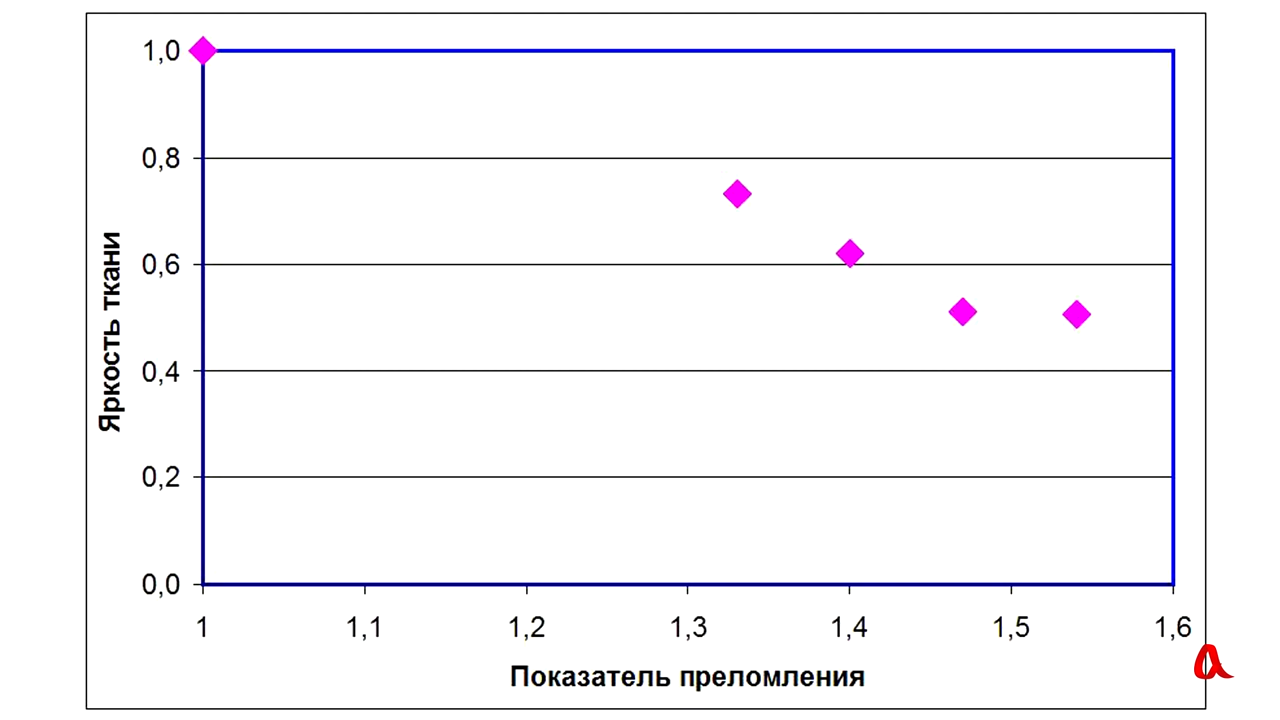 1,0
0,8
0,6
0,4
0,2
0,0
Яркость ткани
1 1,1 1,2 1,3 1,4 1,5 1,6
Показатель преломления
a